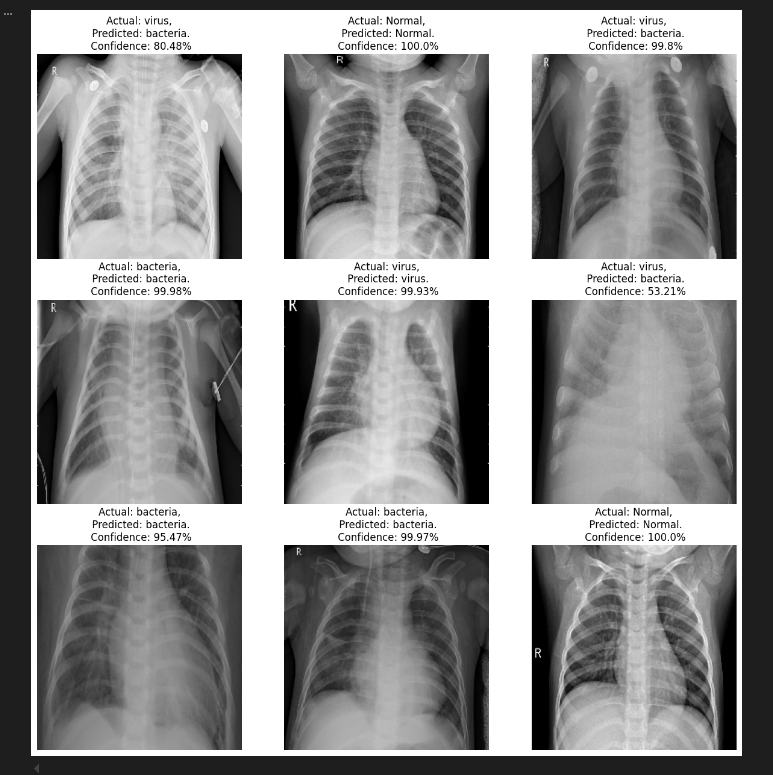 ...
Actual: virus,
Predicted: bacteria.
Confidence: 80.48%
R
Actual: Normal,
Predicted: Normal.
Confidence: 100.0%
R
Actual: virus,
Predicted: bacteria.
Confidence: 99.8%
R
Actual: bacteria,
Predicted: bacteria.
Confidence: 99.98%
R
Actual: virus,
Predicted: virus.
Confidence: 99.93%
R
Actual: virus,
Predicted: bacteria.
Confidence: 53.21%
Actual: bacteria,
Predicted: bacteria.
Confidence: 95.47%
Actual: bacteria,
Predicted: bacteria.
Confidence: 99.97%
R
Actual: Normal,
Predicted: Normal.
Confidence: 100.0%
R